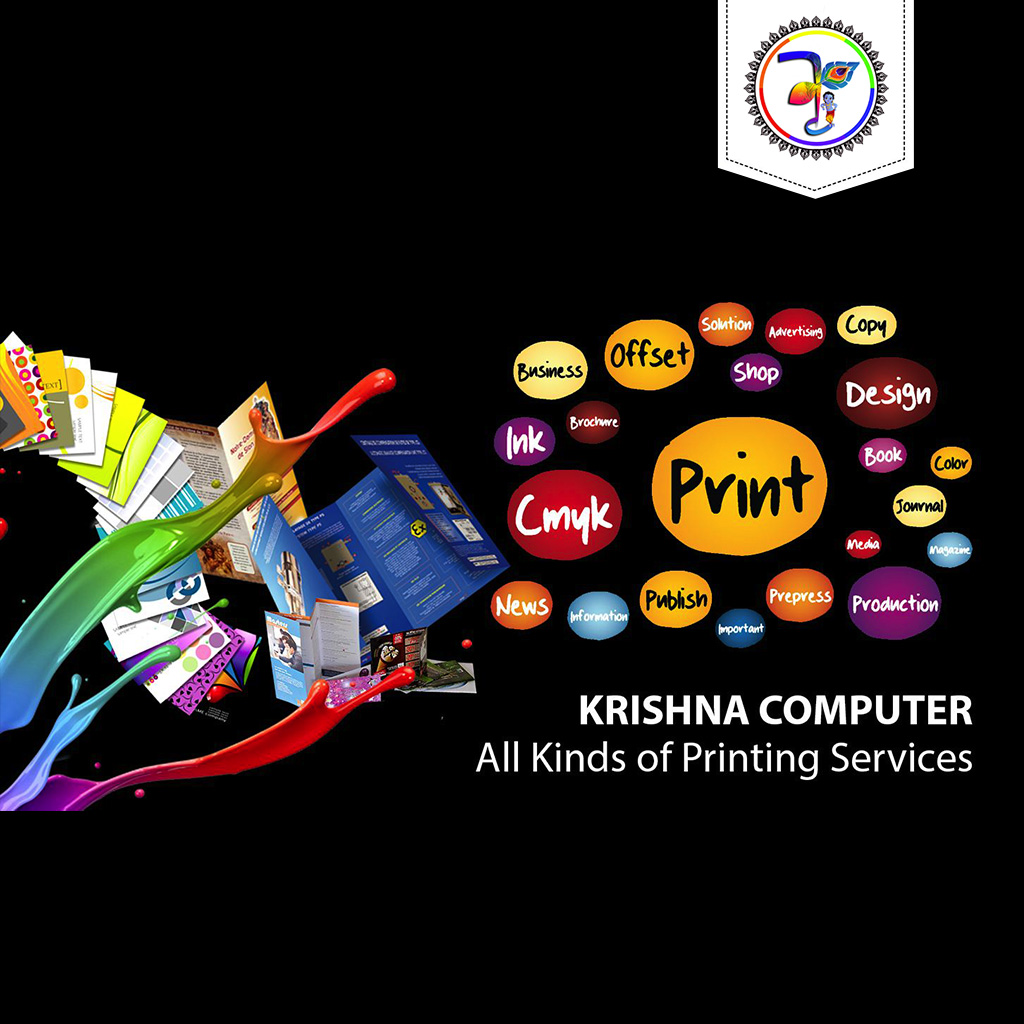 कृ
Solution
Advertising
Copy
Offset
Business
Shop
Design
Brochure
Ink
Book
Color
Print
Cmyk
Journal
Media
Magazine
News
Information
Publish
Important
Prepress
Production
TEXT]
KRISHNA COMPUTER
All Kinds of Printing Services